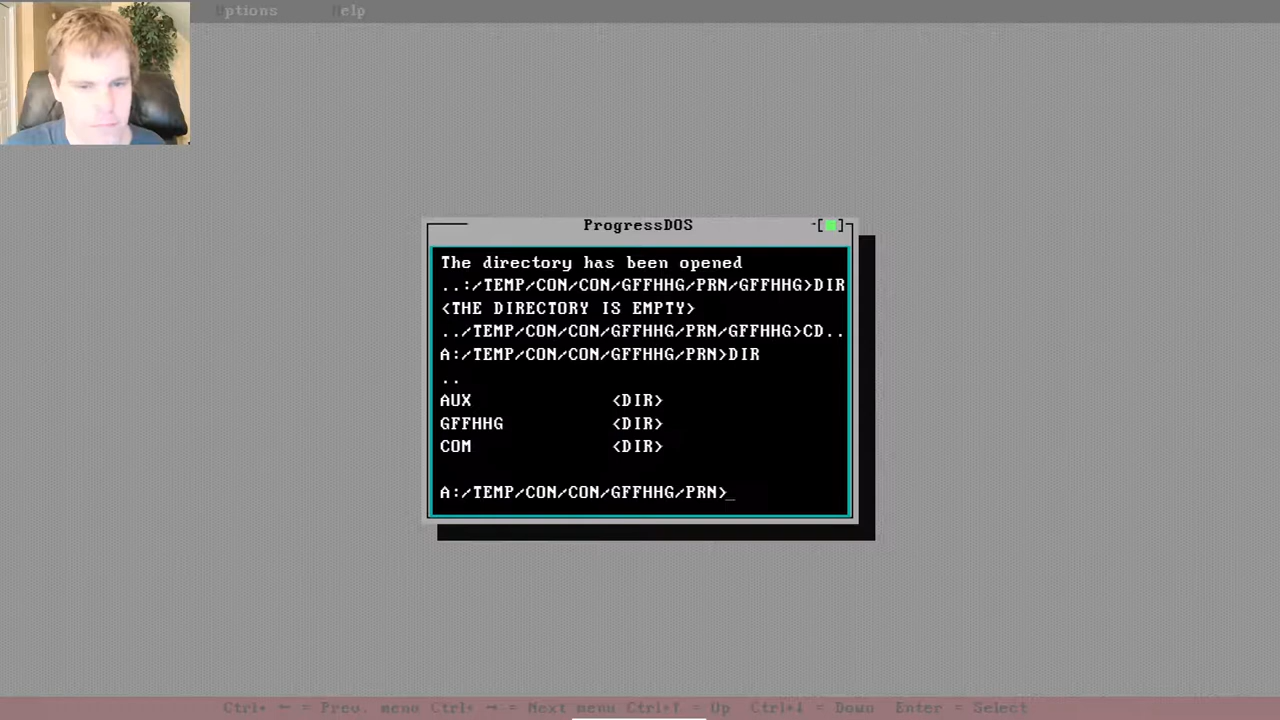 Uptions Help
ProgressDOS
The directory has been opened
..:/TEMP/CON/CON/GFFHHG/PRN/GFFHHG>DIR
<THE DIRECTORY IS EMPTY>
../TEMP/CON/CON/GFFHHG/PRN/GFFHHG>CD..
A:/TEMP/CON/CON/GFFHHG/PRN>DIR
..
AUX <DIR>
GFFHHG <DIR>
COM <DIR>
A:/TEMP/CON/CON/GFFHHG/PRN>_
Ctrl+ ← = Prev. menu Ctrl+ → = Next menu Ctrl+↑ = Up Ctrl+↓ = Down Enter = Select